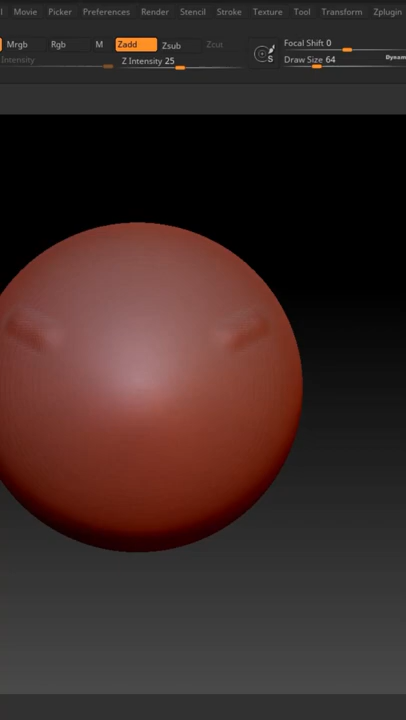 l Movie Picker Preferences Render Stencil Stroke Texture Tool Transform Zplugin
Mrgb Rgb M Zadd Zsub Zcut Focal Shift 0
Intensity Z Intensity 25 S Draw Size 64 Dynam